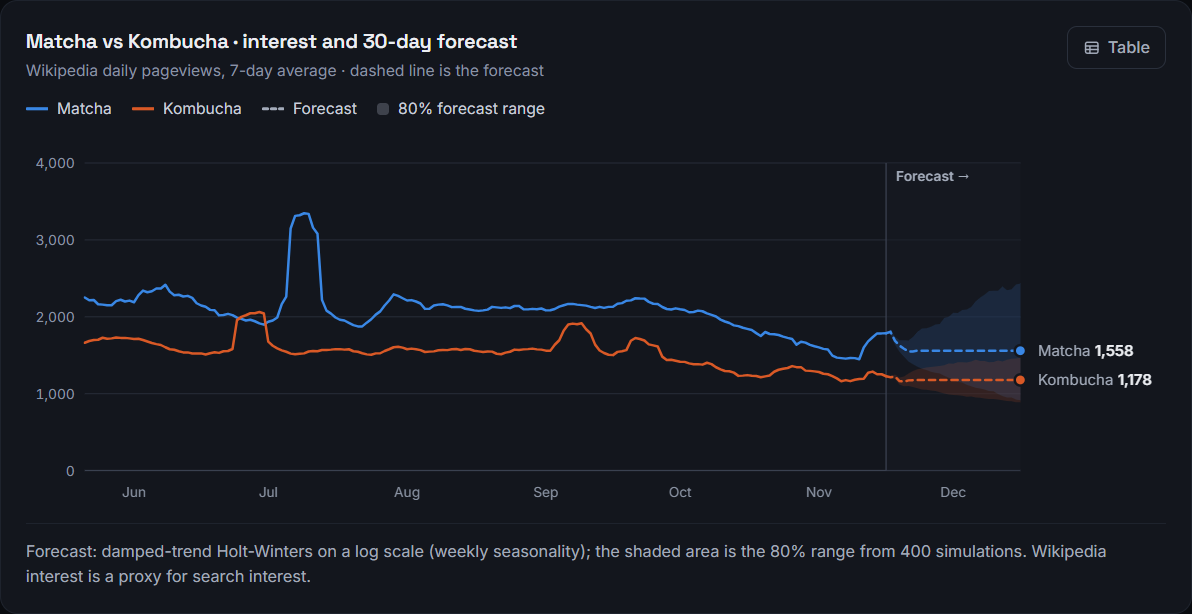 Matcha vs Kombucha · interest and 30-day forecast
Table
Wikipedia daily pageviews, 7-day average · dashed line is the forecast
Matcha
Kombucha
Forecast
80% forecast range
4,000
Forecast →
3,000
2,000
Matcha 1,558
Kombucha 1,178
1,000
0
Jun
Jul
Aug
Sep
Oct
Nov
Dec
Forecast: damped-trend Holt-Winters on a log scale (weekly seasonality); the shaded area is the 80% range from 400 simulations. Wikipedia
interest is a proxy for search interest.